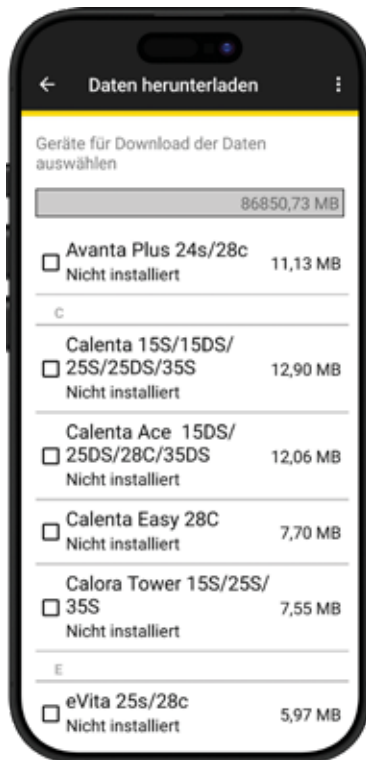 Daten herunterladen
Geräte für Download der Daten
auswählen
86850,73 MB
Avanta Plus 24s/28c
Nicht installiert
11,13 MB
C
Calenta 15S/15DS/
25S/25DS/35S
Nicht installiert
12,90 MB
Calenta Ace 15DS/
25DS/28C/35DS
Nicht installiert
12,06 MB
Calenta Easy 28C
Nicht installiert
7,70 MB
Calora Tower 15S/25S/
35S
Nicht installiert
7,55 MB
E
eVita 25s/28c
Nicht installiert
5,97 MB